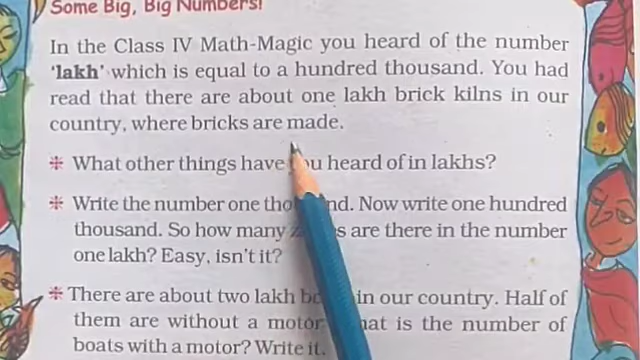 Some Big, Big Numbers!
In the Class IV Math-Magic you heard of the number
'lakh' which is equal to a hundred thousand. You had
read that there are about one lakh brick kilns in our
country, where bricks are made.
❉ What other things have you heard of in lakhs?
❉ Write the number one thousand. Now write one hundred
thousand. So how many are there in the number
one lakh? Easy, isn't it?
❉ There are about two lakh in our country. Half of
them are without a motor. What is the number of
boats with a motor? Write it.